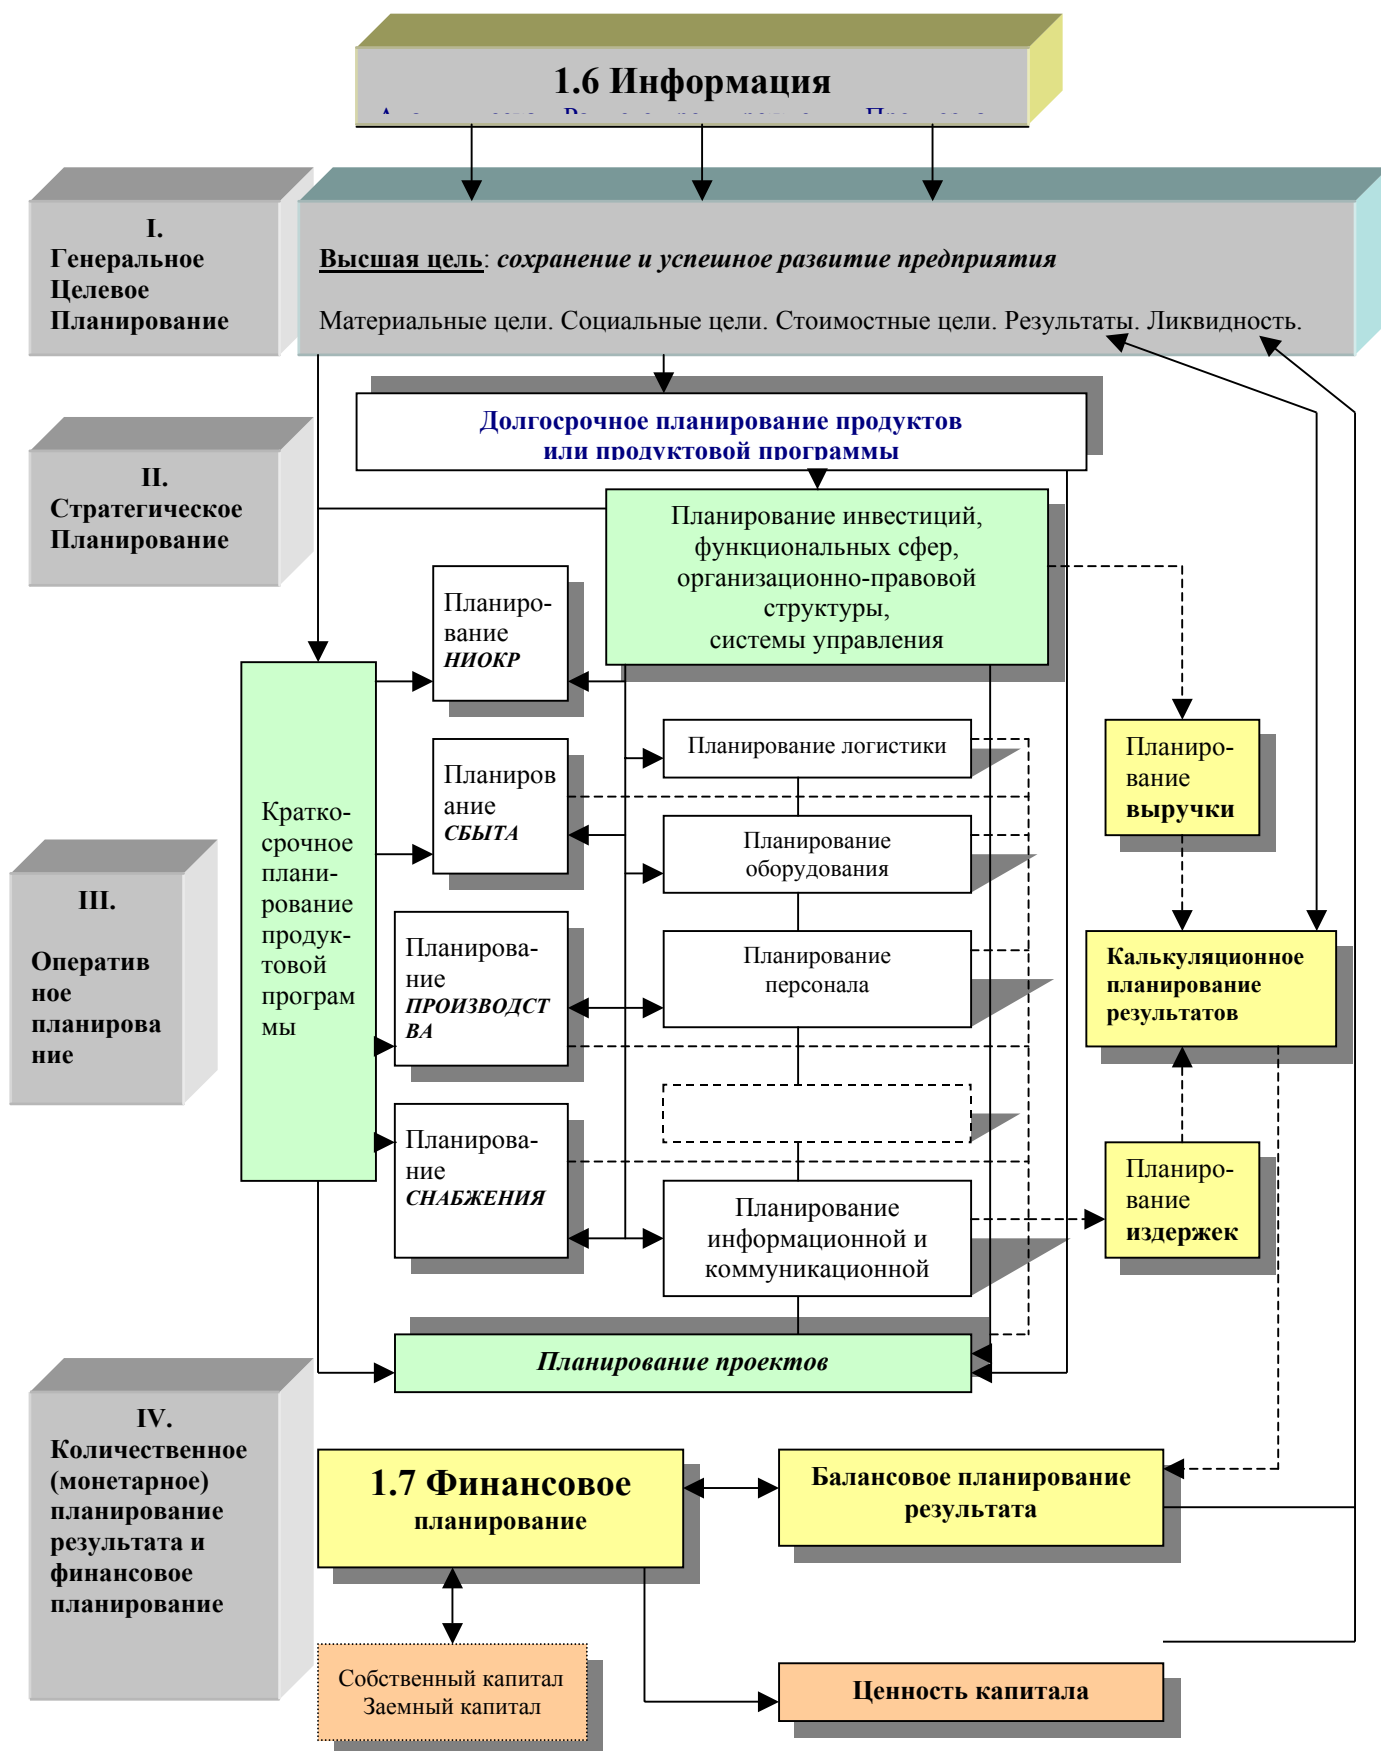 1.6 Информация
I.
Генеральное
Целевое
Планирование
Высшая цель: сохранение и успешное развитие предприятия
Материальные цели. Социальные цели. Стоимостные цели. Результаты. Ликвидность.
Долгосрочное планирование продуктов
или продуктовой программы
II.
Стратегическое
Планирование
Планирование инвестиций,
функциональных сфер,
организационно-правовой
структуры,
системы управления
Планиро-
вание
НИОКР
Планирование логистики
Планиро-
вание
выручки
Планиров
ание
СБЫТА
Кратко-
срочное
плани-
рование
продук-
товой
програм
мы
Планирование
оборудования
III.
Оператив
ное
планирова
ние
Планирова-
ние
ПРОИЗВОДСТ
ВА
Планирование
персонала
Калькуляционное
планирование
результатов
Планирова-
ние
СНАБЖЕНИЯ
Планирование
информационной и
коммуникационной
Планиро-
вание
издержек
Планирование проектов
IV.
Количественное
(монетарное)
планирование
результата и
финансовое
планирование
1.7 Финансовое
планирование
Балансовое планирование
результата
Собственный капитал
Заемный капитал
Ценность капитала